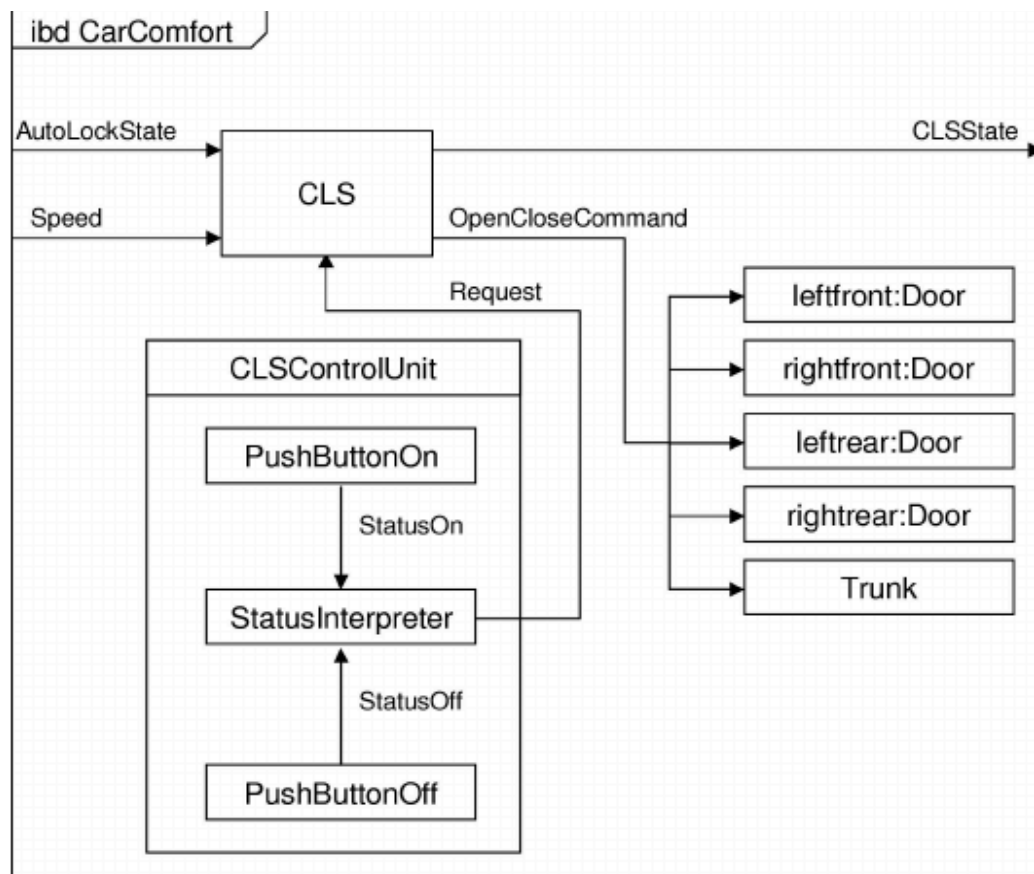 ibd CarComfort
AutoLockState
CLSState
CLS
Speed
OpenCloseCommand
Request
leftfront:Door
CLSControlUnit
rightfront:Door
PushButtonOn
leftrear:Door
StatusOn
rightrear:Door
StatusInterpreter
Trunk
StatusOff
PushButtonOff